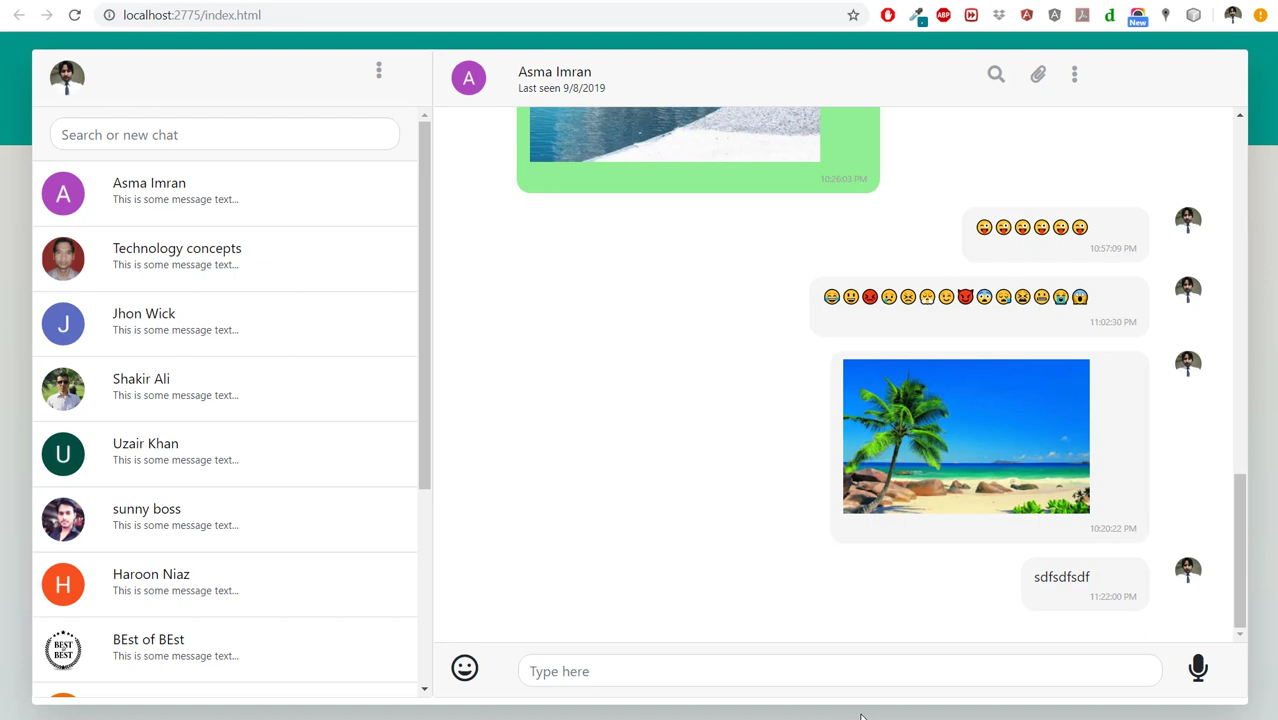 localhost:2775/index.html
ABP
d
New
A
Asma Imran
Last seen 9/8/2019
Search or new chat
A
Asma Imran
This is some message text...
Technology concepts
This is some message text...
J
Jhon Wick
This is some message text...
Shakir Ali
This is some message text...
U
Uzair Khan
This is some message text...
sunny boss
This is some message text...
H
Haroon Niaz
This is some message text...
BEST
of
BEST
BEst of BEst
This is some message text...
10:26:03 PM
😜😜😜😜😜😜
10:57:09 PM
11:02:30 PM
10:20:22 PM
sdfsdfsdf
11:22:00 PM
Type here